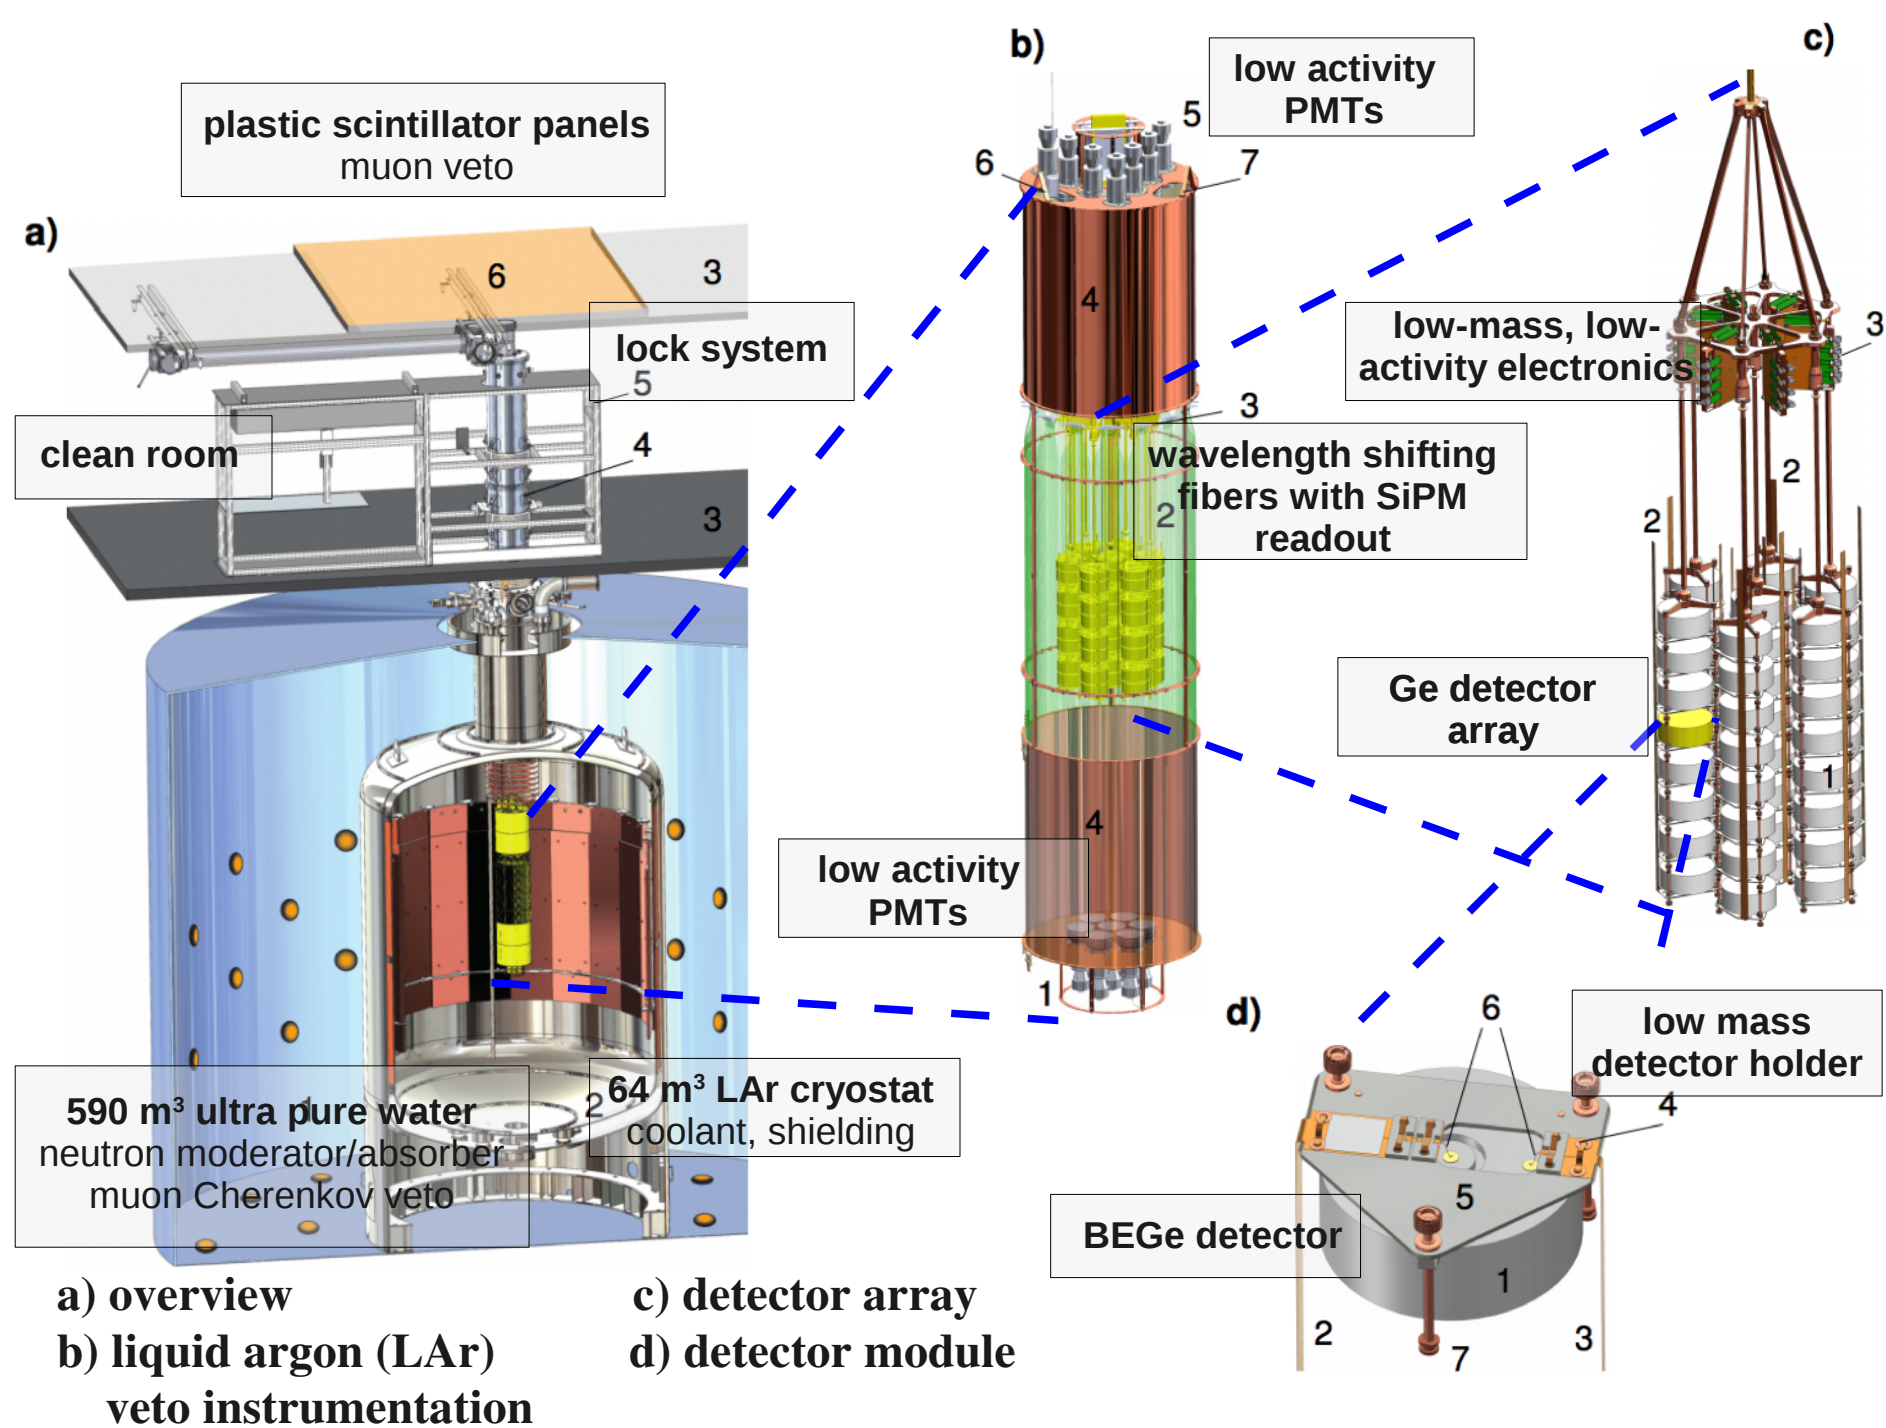 b)
c)
low activity
PMTs
plastic scintillator panels
muon veto
5
6
7
a)
6
3
4
lock system
low-mass, low-
activity electronics
3
5
clean room
4
3
wavelength shifting
fibers with SiPM
readout
2
2
2
3
Ge detector
array
1
4
low activity
PMTs
1
d)
6
low mass
detector holder
4
590 m³ ultra pure water
neutron moderator/absorber
muon Cherenkov veto
1
2
64 m³ LAr cryostat
coolant, shielding
5
BEGe detector
1
2
7
3
a) overview
b) liquid argon (LAr)
veto instrumentation
c) detector array
d) detector module